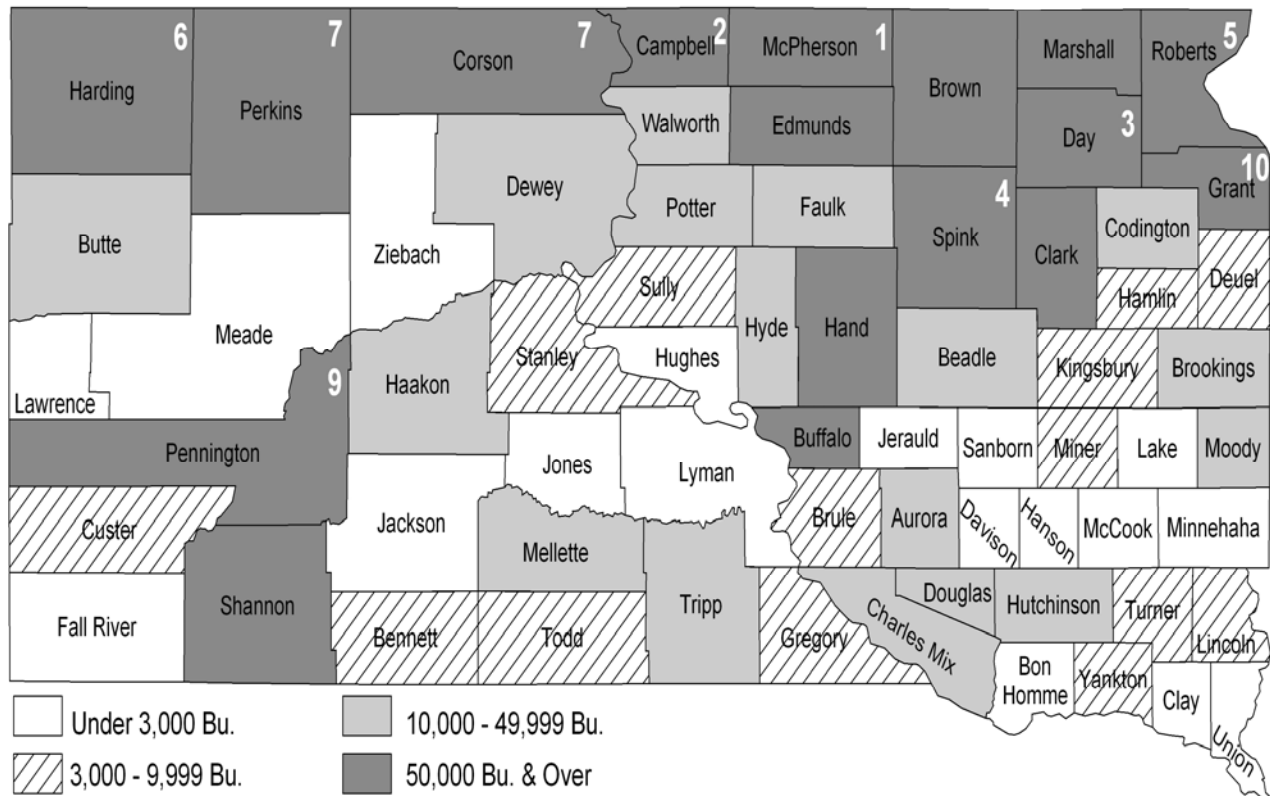 6
7
7
2
1
5
Harding
Perkins
Corson
Campbell
McPherson
Brown
Marshall
Roberts
Walworth
Edmunds
Day
3
10
Grant
Butte
Ziebach
Dewey
Potter
Faulk
4
Spink
Clark
Codington
Deuel
Meade
Sully
Hyde
Hand
Hamlin
Lawrence
9
Haakon
Stanley
Hughes
Beadle
Kingsbury
Brookings
Pennington
Jones
Lyman
Buffalo
Jerauld
Sanborn
Miner
Lake
Moody
Custer
Jackson
Mellette
Brule
Aurora
Davison
Hanson
McCook
Minnehaha
Fall River
Shannon
Bennett
Todd
Tripp
Gregory
Charles Mix
Douglas
Hutchinson
Turner
Lincoln
Bon
Homme
Yankton
Clay
Union
Under 3,000 Bu.
10,000 - 49,999 Bu.
3,000 - 9,999 Bu.
50,000 Bu. & Over